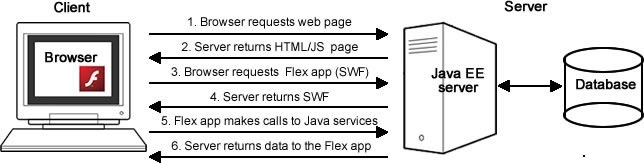 Client
Server
1. Browser requests web page
2. Server returns HTML/JS page
Browser
3. Browser requests Flex app (SWF)
Java EE
server
Database
4. Server returns SWF
5. Flex app makes calls to Java services
6. Server returns data to the Flex app